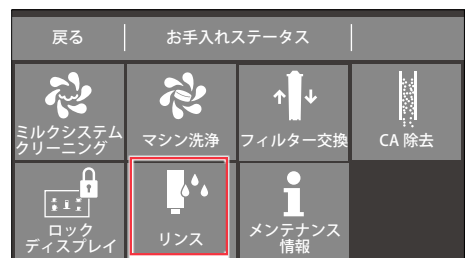 戻る
お手入れステータス
ミルクシステム
クリーニング
マシン洗浄
フィルター交換
CA 除去
ロック
ディスプレイ
リンス
メンテナンス
情報